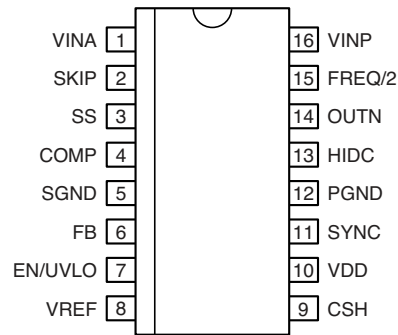 VINA 1 16 VINP
SKIP 2 15 FREQ/2
SS 3 14 OUTN
COMP 4 13 HIDC
SGND 5 12 PGND
FB 6 11 SYNC
EN/UVLO 7 10 VDD
VREF 8 9 CSH